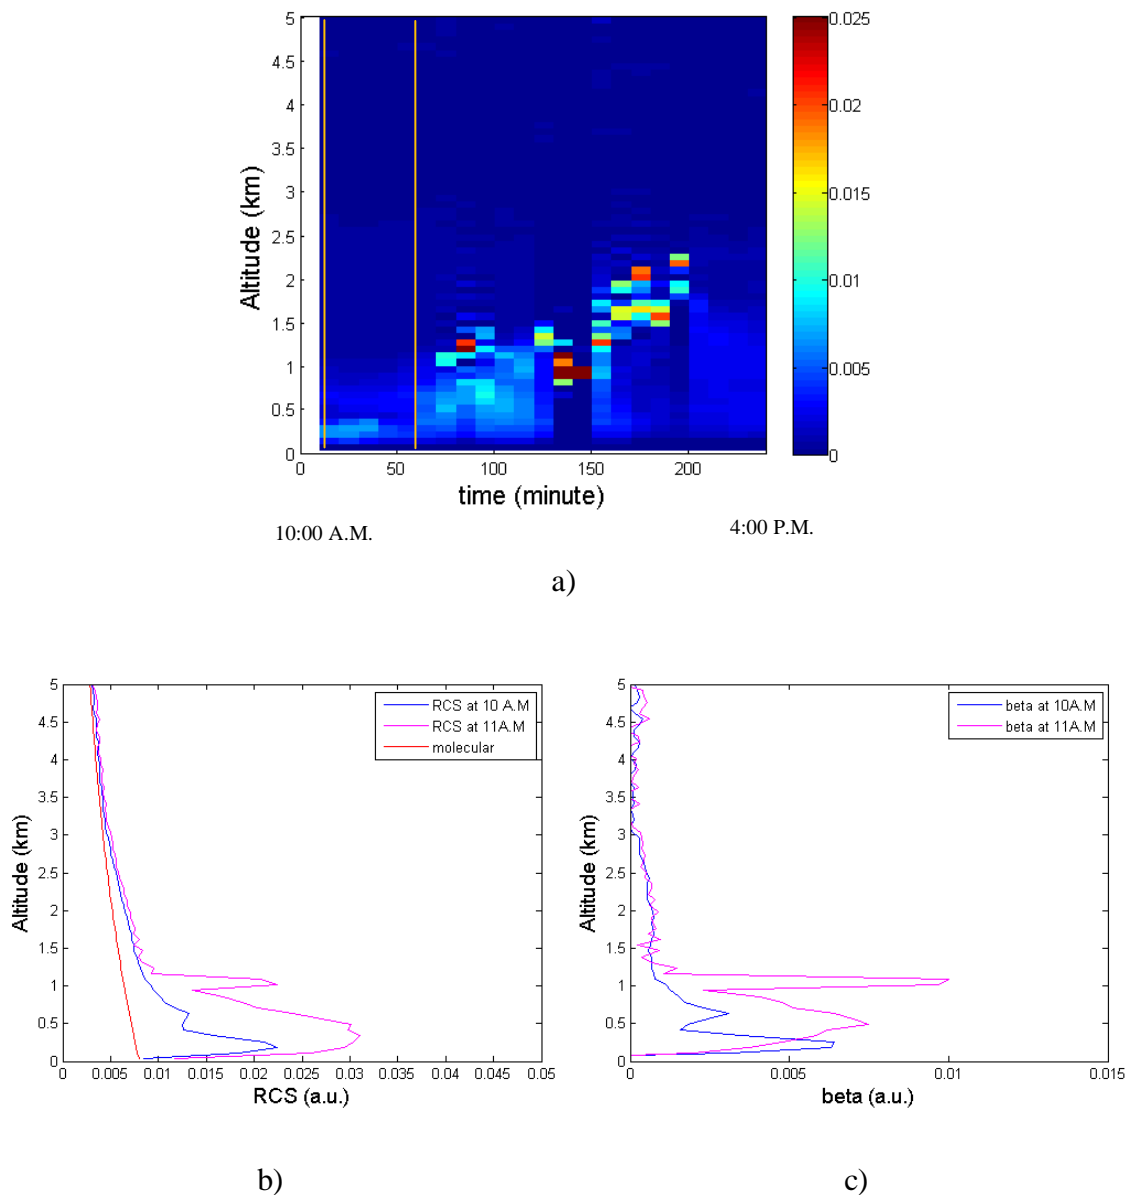 5
4.5
4
3.5
3
2.5
2
1.5
1
0.5
0
Altitude (km)
0 50 100 150 200
time (minute)
0.025
0.02
0.015
0.01
0.005
0
10:00 A.M.
4:00 P.M.
a)
5
4.5
4
3.5
3
2.5
2
1.5
1
0.5
0
Altitude (km)
RCS at 10 A.M
RCS at 11A.M
molecular
0 0.005 0.01 0.015 0.02 0.025 0.03 0.035 0.04 0.045 0.05
RCS (a.u.)
5
4.5
4
3.5
3
2.5
2
1.5
1
0.5
0
Altitude (km)
beta at 10A.M
beta at 11A.M
0 0.005 0.01 0.015
beta (a.u.)
b)
c)